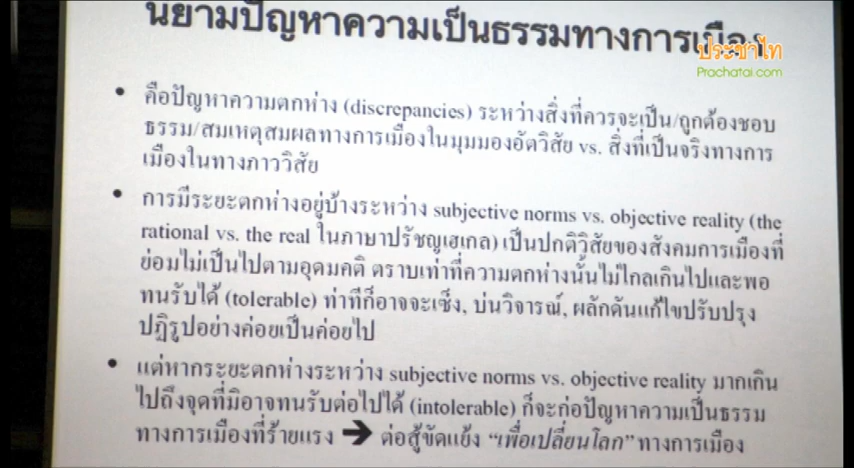 นิยามปัญหาความเป็นธรรมทางการเมือง
ประชาไท
Prachatai.com
• คือปัญหาความตกห่าง (discrepancies) ระหว่างสิ่งที่ควรจะเป็น/ถูกต้องชอบ
ธรรม/สมเหตุสมผลทางการเมืองในมุมมองอัตวิสัย vs. สิ่งที่เป็นจริงทางการ
เมืองในทางภาววิสัย
• การมีระยะตกห่างอยู่บ้างระหว่าง subjective norms vs. objective reality (the
rational vs. the real ในภาษาปรัชญเฮเกล) เป็นปกติวิสัยของสังคมการเมืองที่
ย่อมไม่เป็นไปตามอุดมคติ ตราบเท่าที่ความตกห่างนั้นไม่ไกลเกินไปและพอ
ทนรับได้ (tolerable) ท่าทีก็อาจจะเซ็ง, บ่นวิจารณ์, ผลักดันแก้ไขปรับปรุง
ปฏิรูปอย่างค่อยเป็นค่อยไป
• แต่หากระยะตกห่างระหว่าง subjective norms vs. objective reality มากเกิน
ไปถึงจุดที่มิอาจทนรับต่อไปได้ (intolerable) ก็จะก่อปัญหาความเป็นธรรม
ทางการเมืองที่ร้ายแรง ➔ ต่อสู้ขัดแย้ง “เพื่อเปลี่ยนโลก” ทางการเมือง